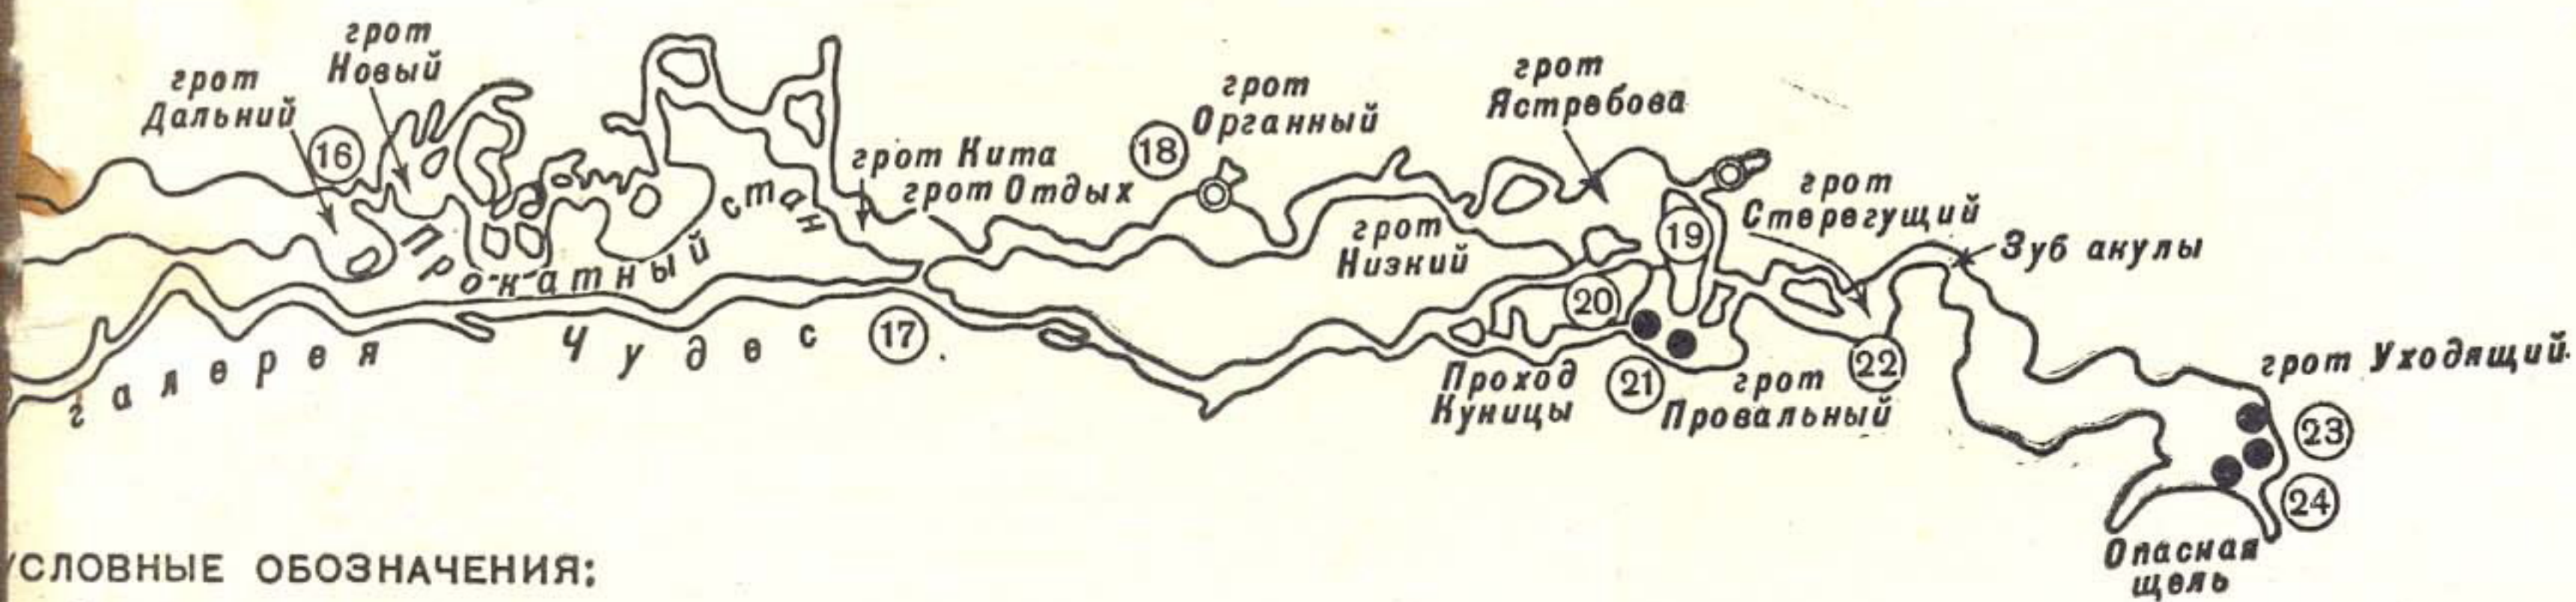 грот
Дальний
грот
Новый
16
Про-к-атный стан
грот Кита
грот Отдых
18
грот
Органный
грот
Ястребова
19
грот
Стерегущий
Зуб акулы
грот
Низкий
20
галерея Чудес
17
Проход
Куницы
21
грот
Провальный
22
грот Уходящий
23
24
Опасная
щель
УСЛОВНЫЕ ОБОЗНАЧЕНИЯ: